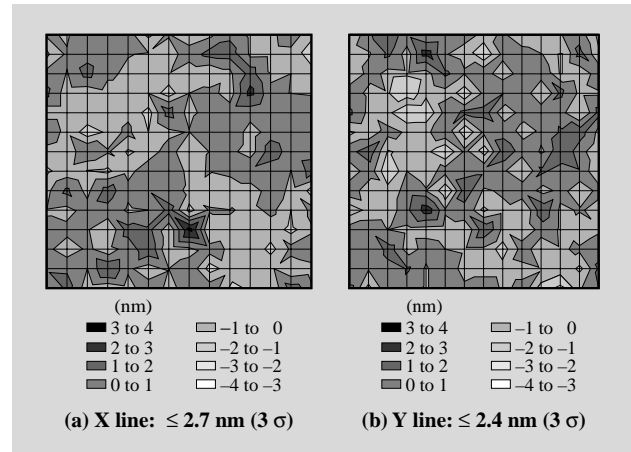 (nm)
3 to 4
2 to 3
1 to 2
0 to 1
−1 to 0
−2 to −1
−3 to −2
−4 to −3
(a) X line: ≤ 2.7 nm (3 σ)
(nm)
3 to 4
2 to 3
1 to 2
0 to 1
−1 to 0
−2 to −1
−3 to −2
−4 to −3
(b) Y line: ≤ 2.4 nm (3 σ)